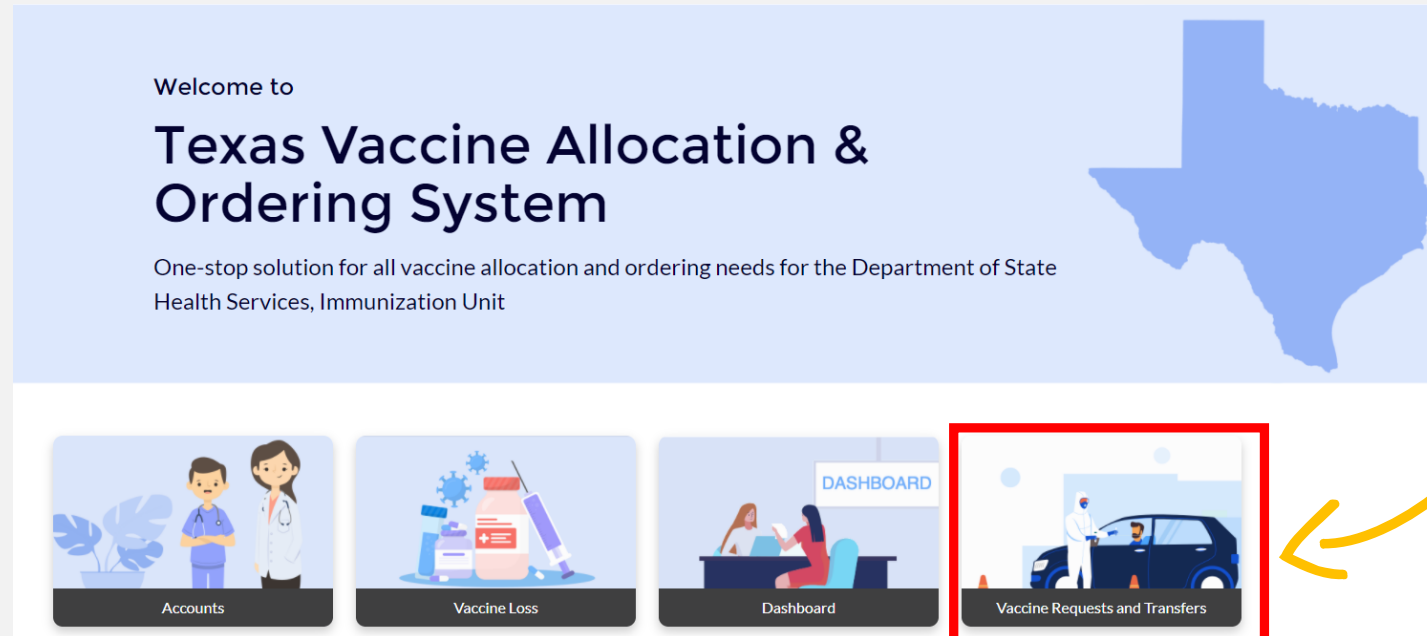 Welcome to
Texas Vaccine Allocation &
Ordering System
One-stop solution for all vaccine allocation and ordering needs for the Department of State
Health Services, Immunization Unit
DASHBOARD
Accounts
Vaccine Loss
Dashboard
Vaccine Requests and Transfers